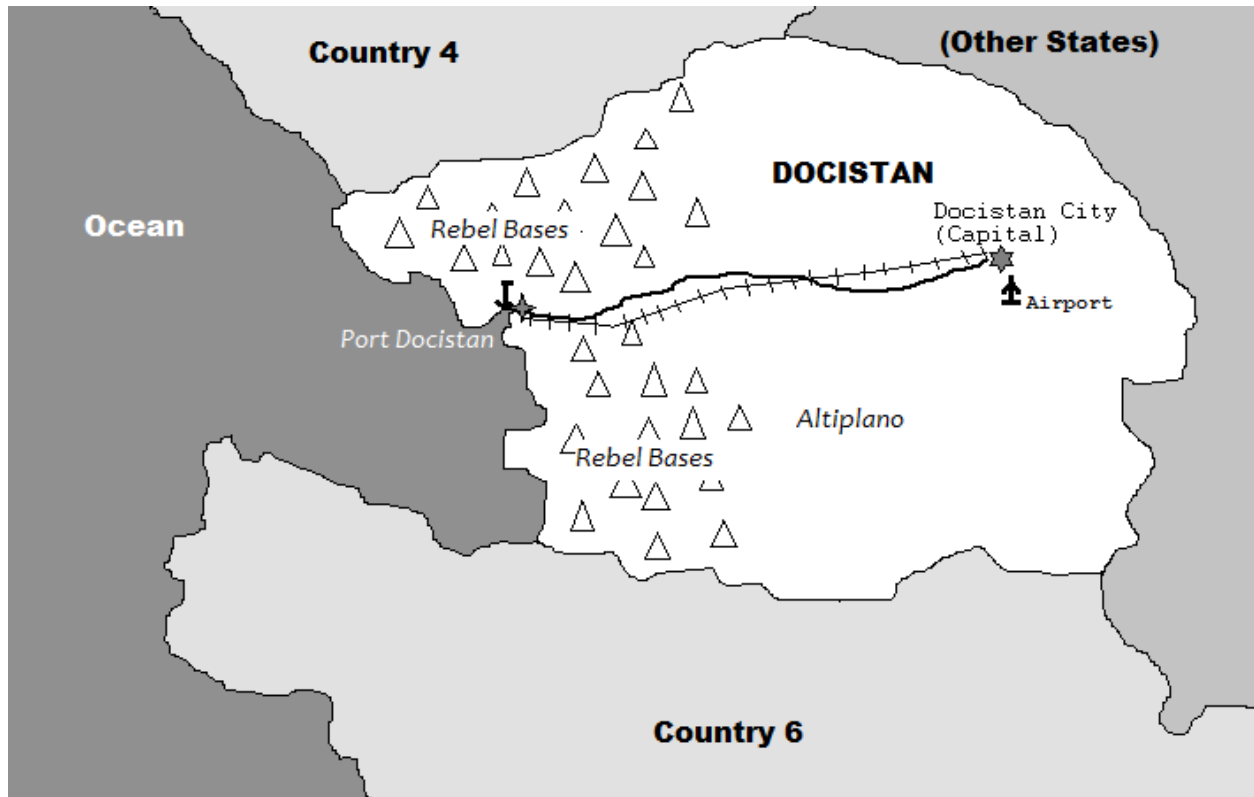 Country 4
(Other States)
DOCISTAN
Ocean
Rebel Bases
Docistan City
(Capital)
Airport
Port Docistan
Altiplano
Rebel Bases
Country 6